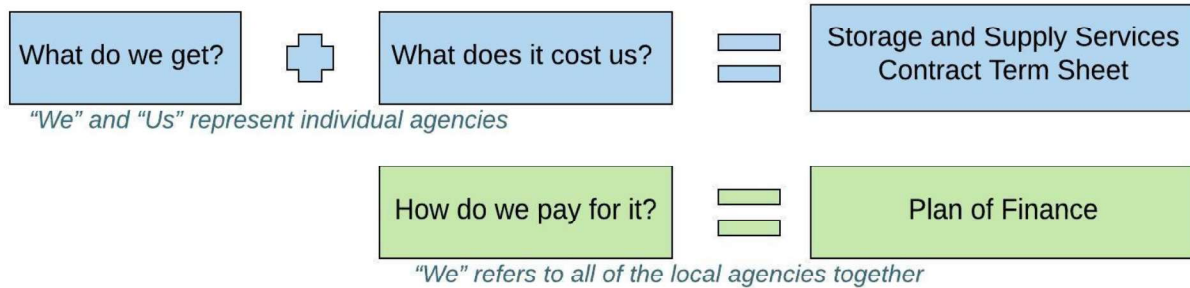 What do we get?
What does it cost us?
Storage and Supply Services
Contract Term Sheet
“We” and “Us” represent individual agencies
How do we pay for it?
Plan of Finance
“We” refers to all of the local agencies together